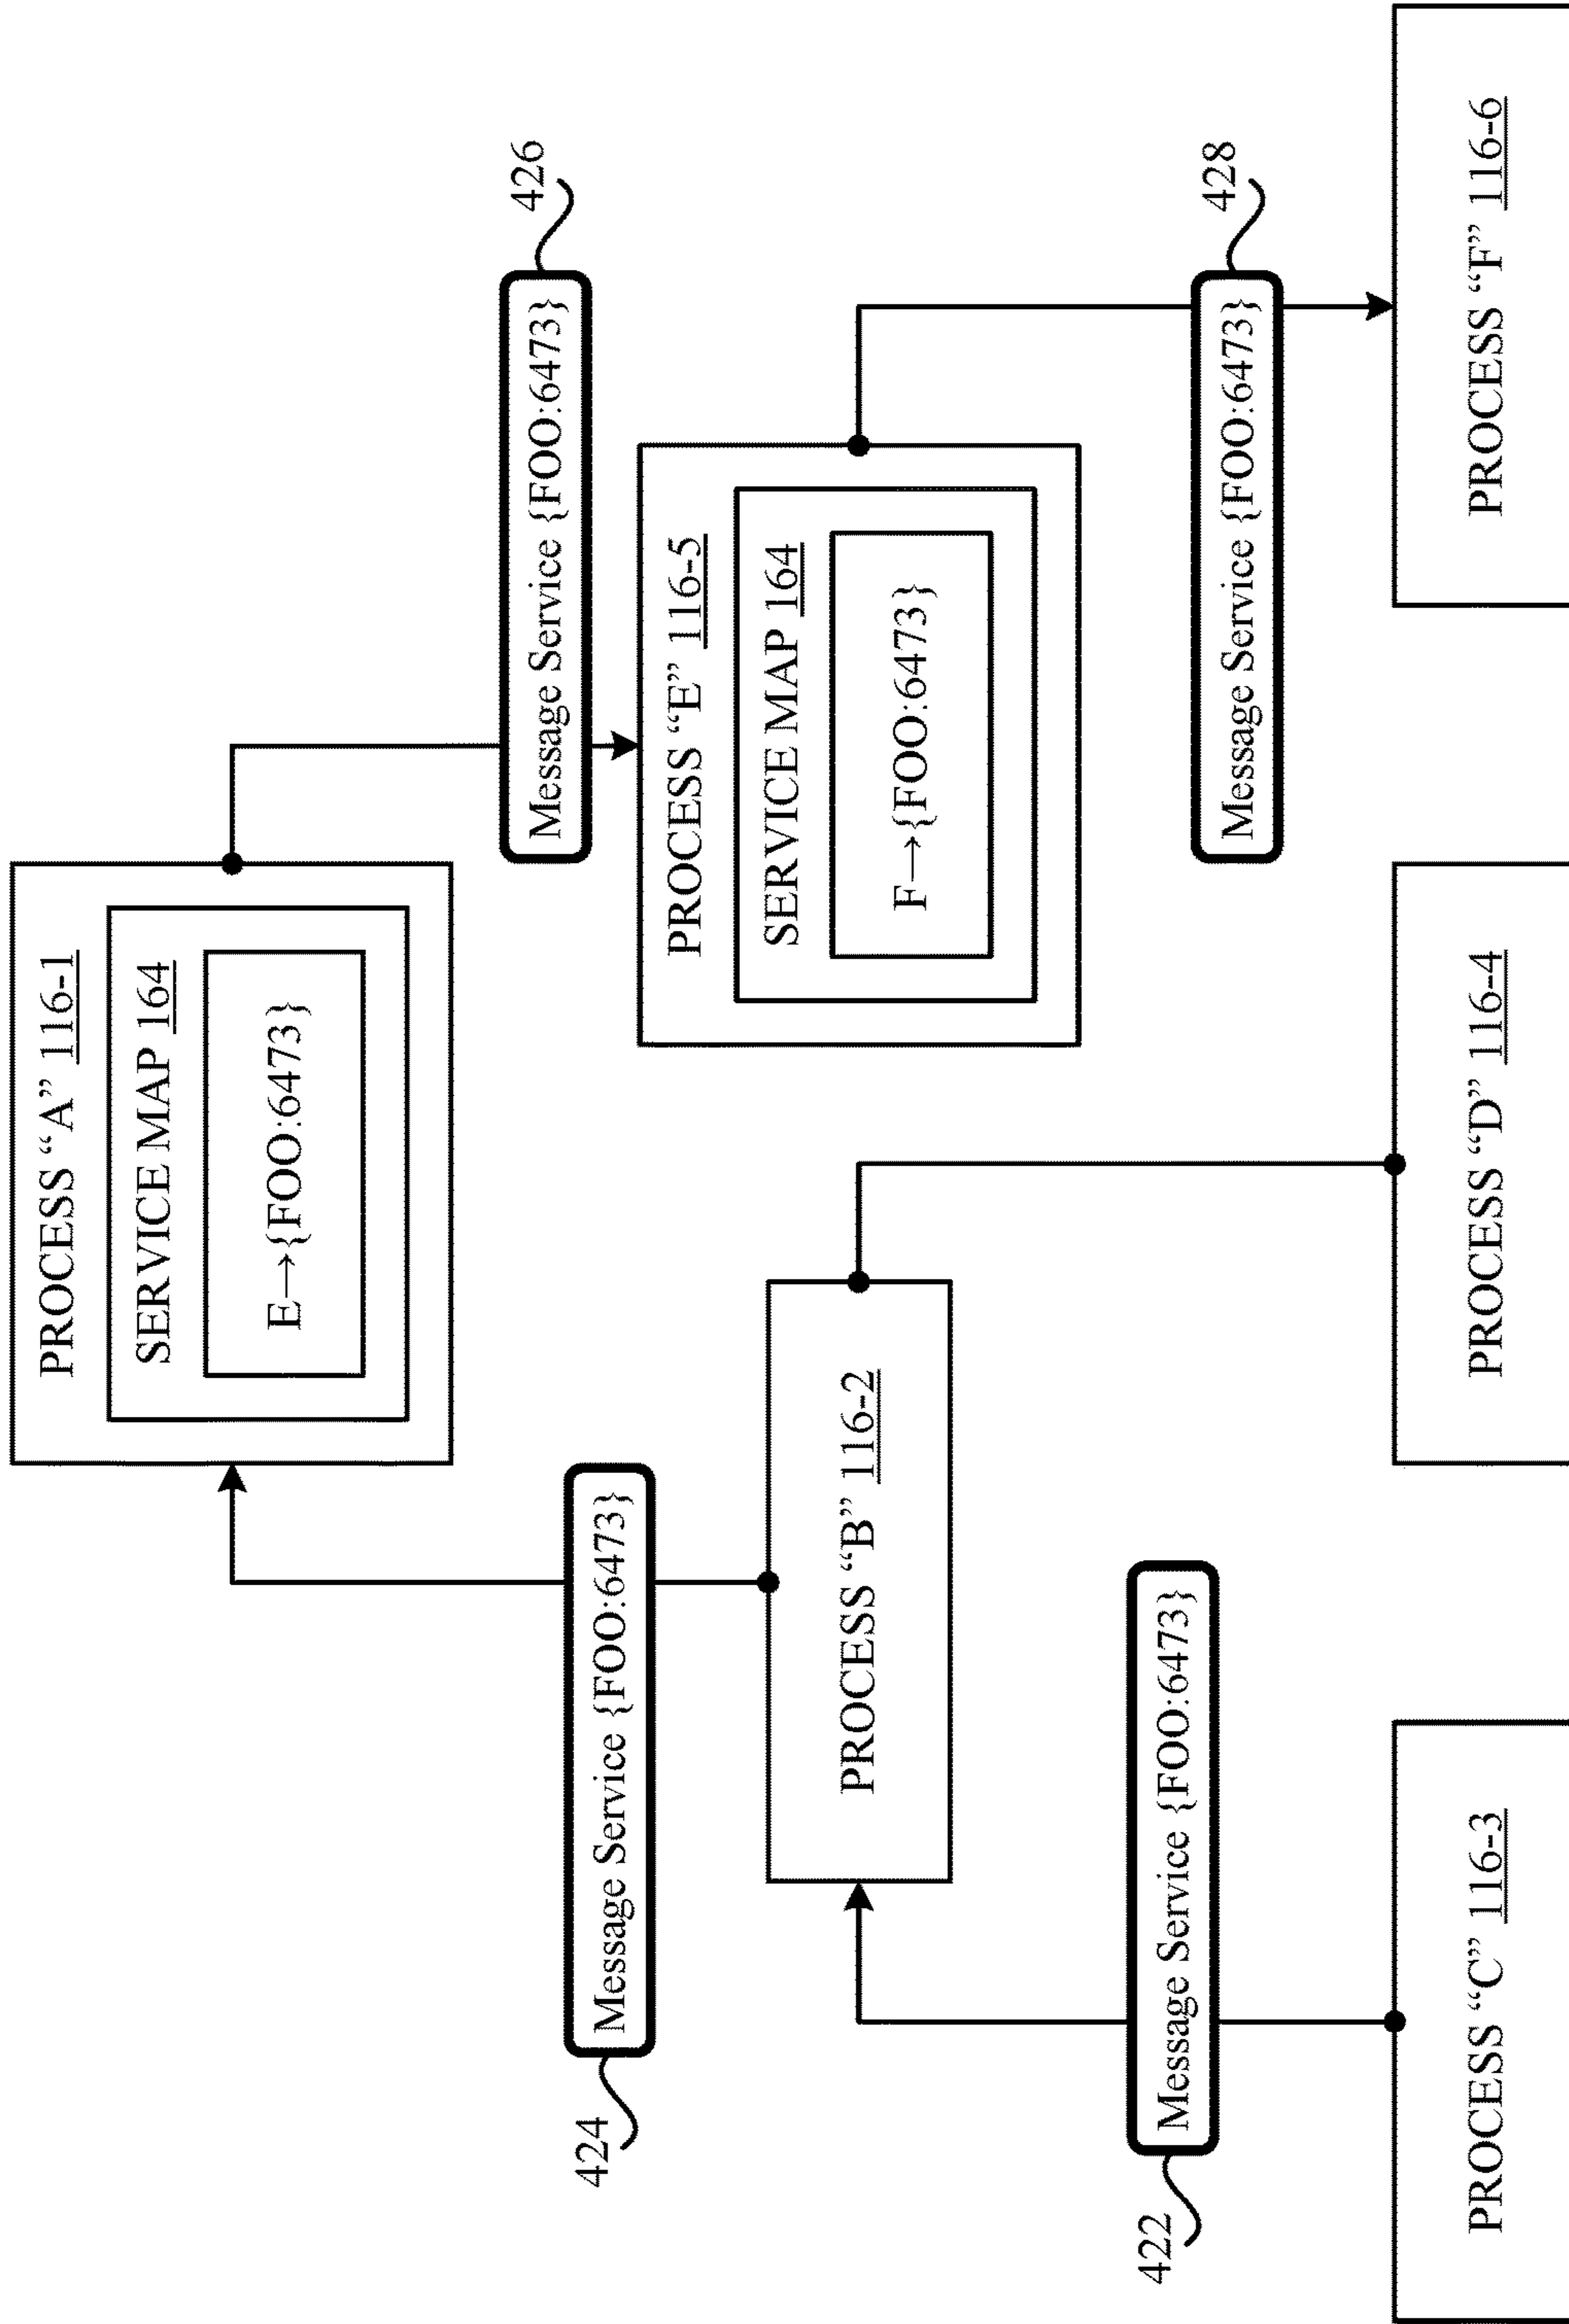 PROCESS “A” 116-1
SERVICE MAP 164
E→{FOO:6473}
426
Message Service {FOO:6473}
424
Message Service {FOO:6473}
PROCESS “E” 116-5
SERVICE MAP 164
F→{FOO:6473}
PROCESS “B” 116-2
422
Message Service {FOO:6473}
428
Message Service {FOO:6473}
PROCESS “C” 116-3
PROCESS “D” 116-4
PROCESS “F” 116-6